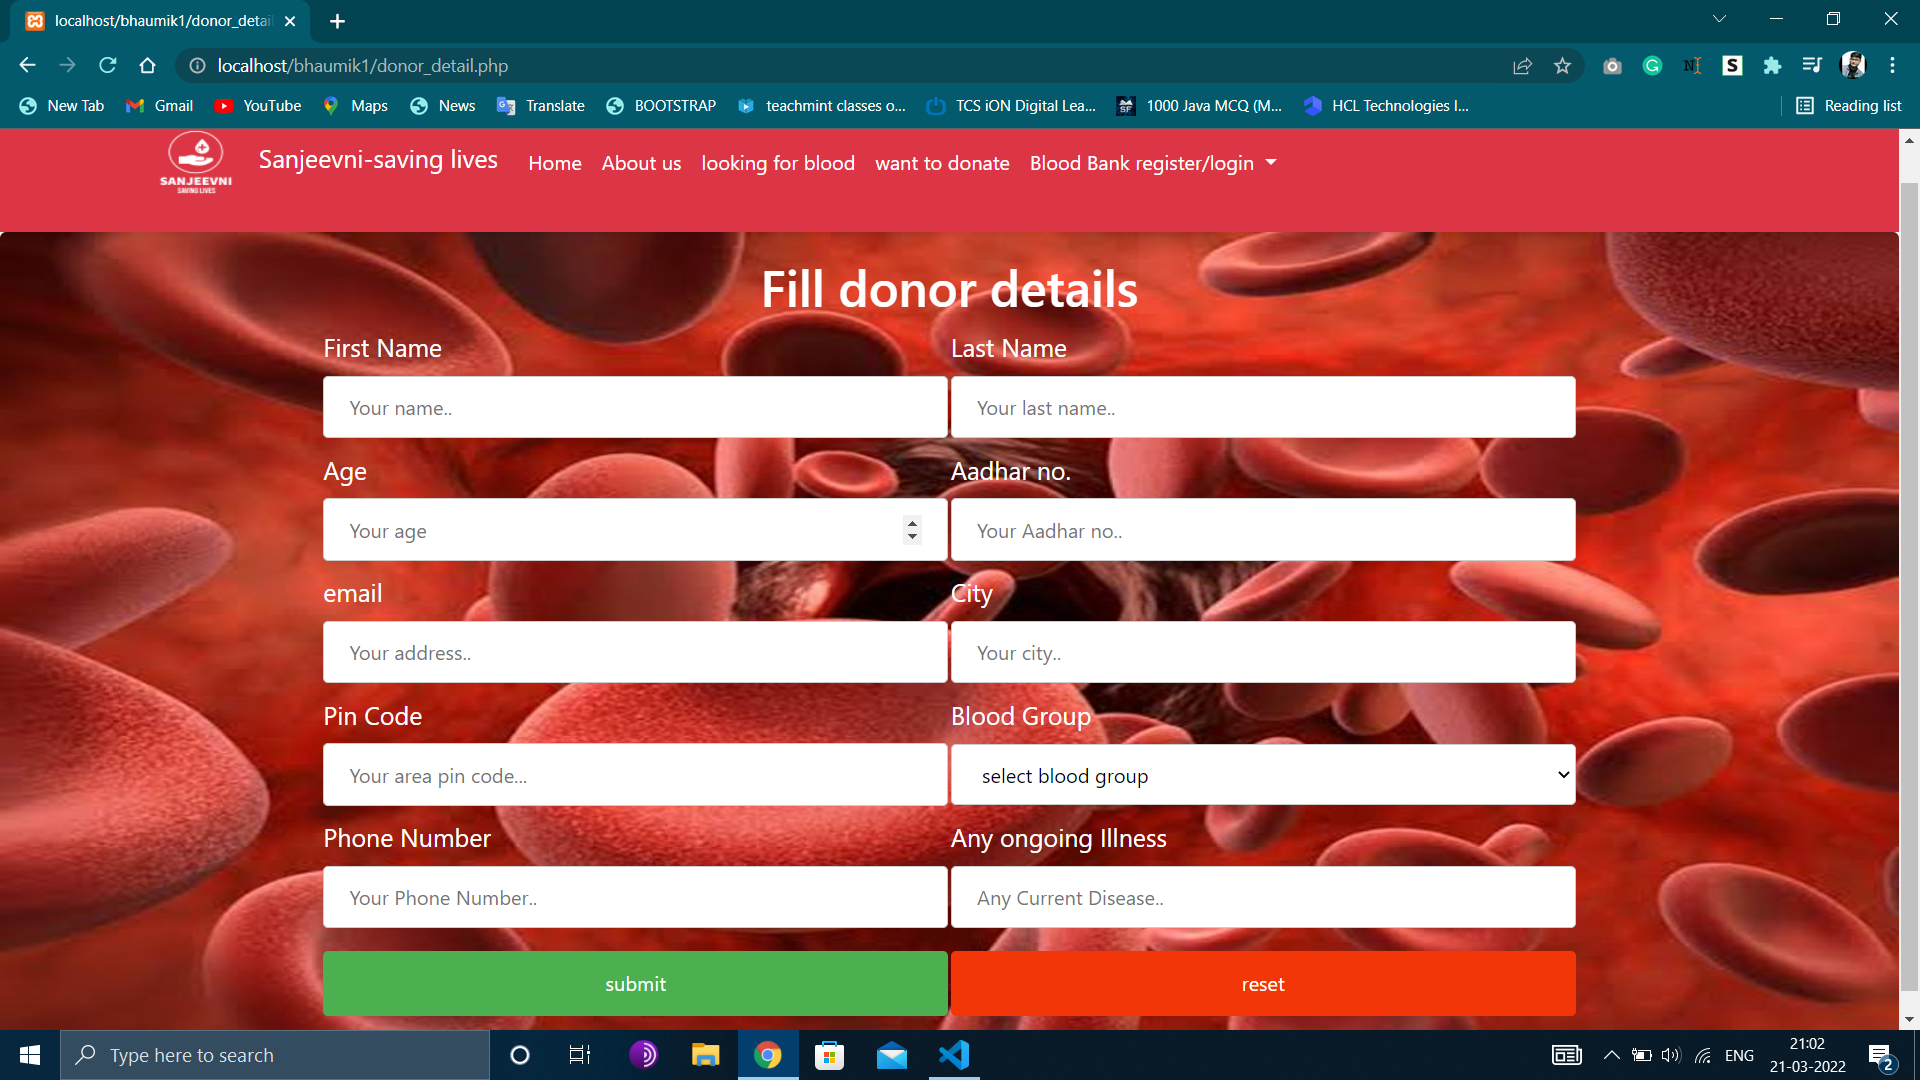 localhost/bhaumik1/donor_detail
localhost/bhaumik1/donor_detail.php
New Tab Gmail YouTube Maps News Translate BOOTSTRAP teachmint classes o... TCS iON Digital Lea... 1000 Java MCQ (M... HCL Technologies I... Reading list
SANJEEVNI
SAVING LIVES
Sanjeevni-saving lives Home About us looking for blood want to donate Blood Bank register/login
Fill donor details
First Name Last Name
Your name.. Your last name..
Age Aadhar no.
Your age Your Aadhar no..
email City
Your address.. Your city..
Pin Code Blood Group
Your area pin code... select blood group
Phone Number Any ongoing Illness
Your Phone Number.. Any Current Disease..
submit reset
Type here to search
ENG
21:02
21-03-2022
2